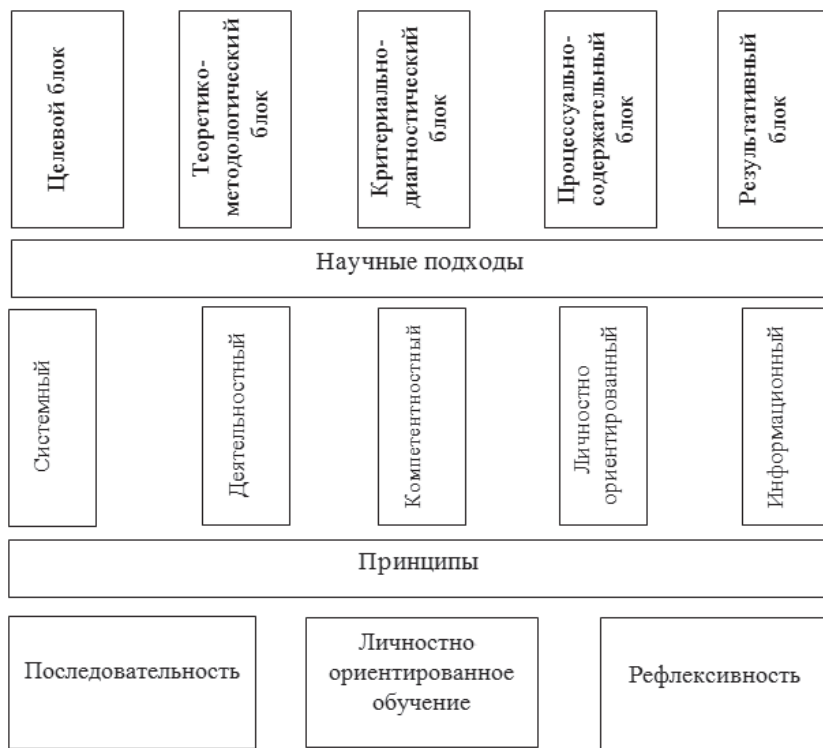 Целевой блок
Теоретико-
методологический
блок
Критериально-
диагностический
блок
Процессуально-
содержательный
блок
Результативный
блок
Научные подходы
Системный
Деятельностный
Компетентностный
Личностно
ориентированный
Информационный
Принципы
Последовательность
Личностно
ориентированное
обучение
Рефлексивность